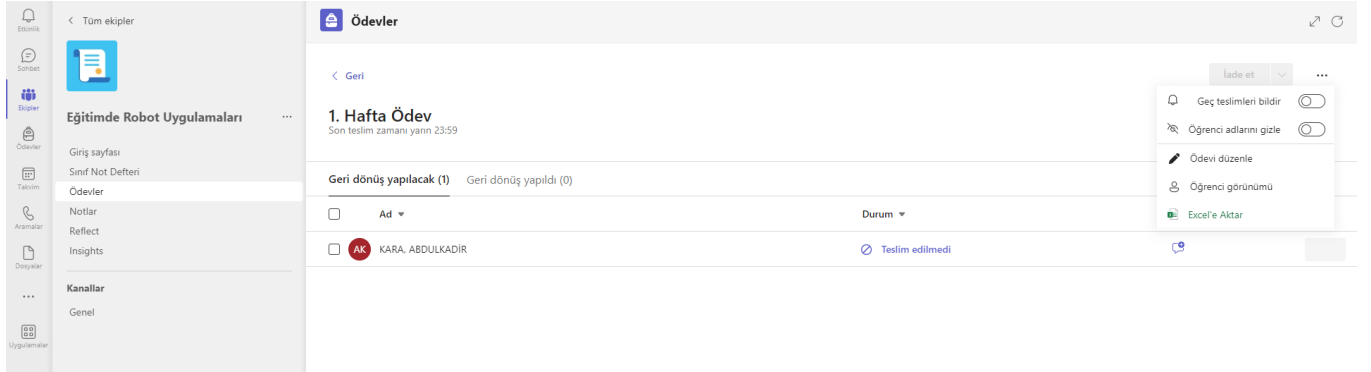 Etkinlik
Sohbet
Ekipler
Ödevler
Takvim
Aramalar
Dosyalar
Uygulamalar
Tüm ekipler
Eğitimde Robot Uygulamaları
Giriş sayfası
Sınıf Not Defteri
Ödevler
Notlar
Reflect
Insights
Kanallar
Genel
Ödevler
Geri
İade et
1. Hafta Ödev
Son teslim zamanı yarın 23:59
Geç teslimleri bildir
Öğrenci adlarını gizle
Ödevi düzenle
Öğrenci görünümü
Excel'e Aktar
Geri dönüş yapılacak (1) Geri dönüş yapıldı (0)
Ad Durum
AK KARA, ABDULKADİR Teslim edilmedi